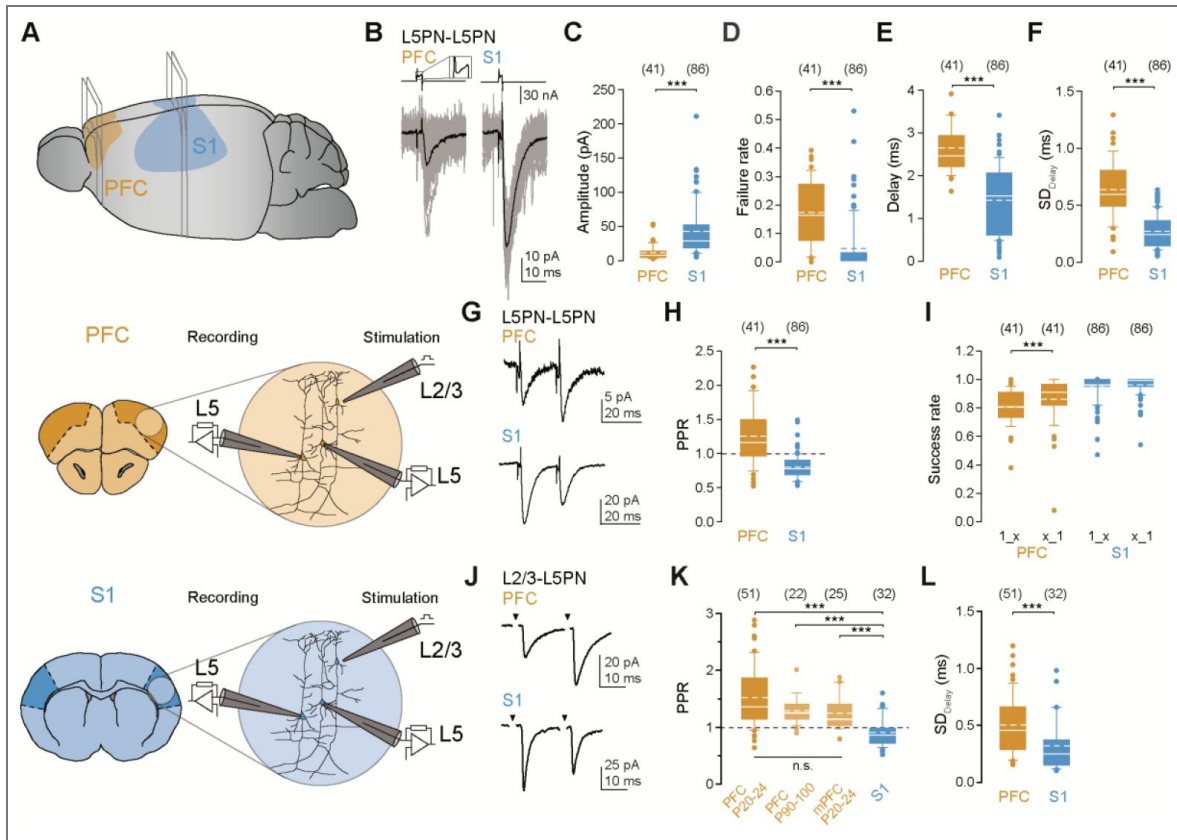 A
S1
PFC
B
L5PN-L5PN
PFC
S1
30 nA
10 pA
10 ms
C
(41)
(86)
***
250
200
150
100
50
0
Amplitude (pA)
PFC
S1
D
(41)
(86)
***
0.6
0.5
0.4
0.3
0.2
0.1
0.0
Failure rate
PFC
S1
E
(41)
(86)
***
5
4
3
2
1
0
Delay (ms)
PFC
S1
F
(41)
(86)
***
1.5
1.0
0.5
0.0
SDDelay (ms)
PFC
S1
PFC
Recording
Stimulation
L2/3
L5
L5
S1
Recording
Stimulation
L2/3
L5
L5
G
L5PN-L5PN
PFC
5 pA
20 ms
S1
20 pA
20 ms
H
(41)
(86)
***
2.5
2.0
1.5
1.0
0.5
PPR
PFC
S1
I
(41)
(41)
(86)
(86)
***
1.0
0.8
0.6
0.4
0.2
0.0
Success rate
1_x
x_1
1_x
x_1
PFC
S1
J
L2/3-L5PN
PFC
20 pA
10 ms
S1
25 pA
10 ms
K
(51)
(22)
(25)
(32)
***
***
***
3
2
1
0
PPR
n.s.
PFC
P20-24
PFC
P90-100
mPFC
P20-24
S1
L
(51)
(32)
***
1.5
1.0
0.5
0.0
SDDelay (ms)
PFC
S1